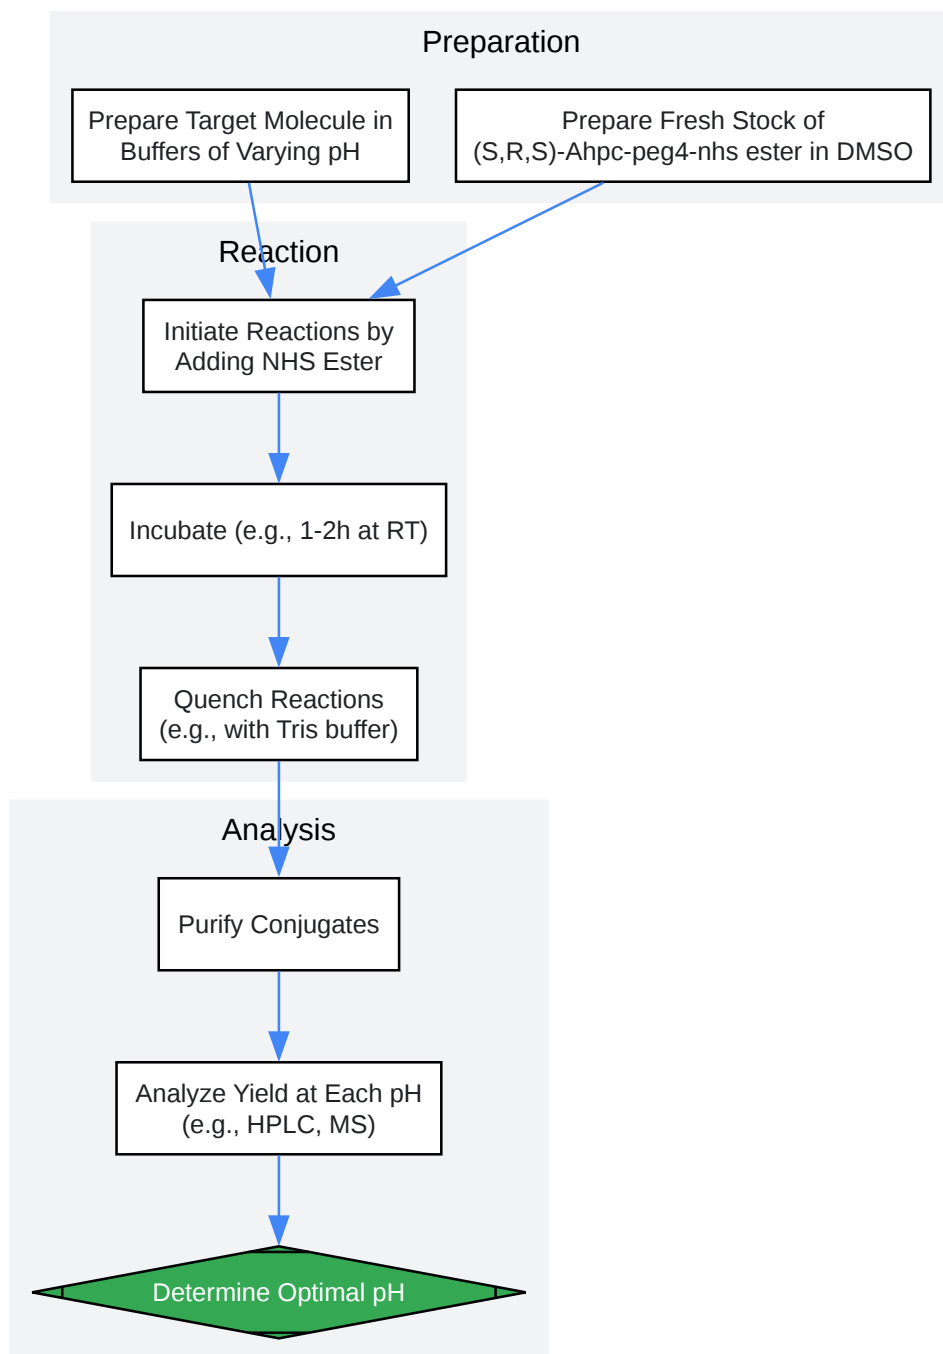 Preparation
Prepare Target Molecule in
Buffers of Varying pH
Prepare Fresh Stock of
(S,R,S)-Ahpc-peg4-nhs ester in DMSO
Reaction
Initiate Reactions by
Adding NHS Ester
Incubate (e.g., 1-2h at RT)
Quench Reactions
(e.g., with Tris buffer)
Analysis
Purify Conjugates
Analyze Yield at Each pH
(e.g., HPLC, MS)
Determine Optimal pH